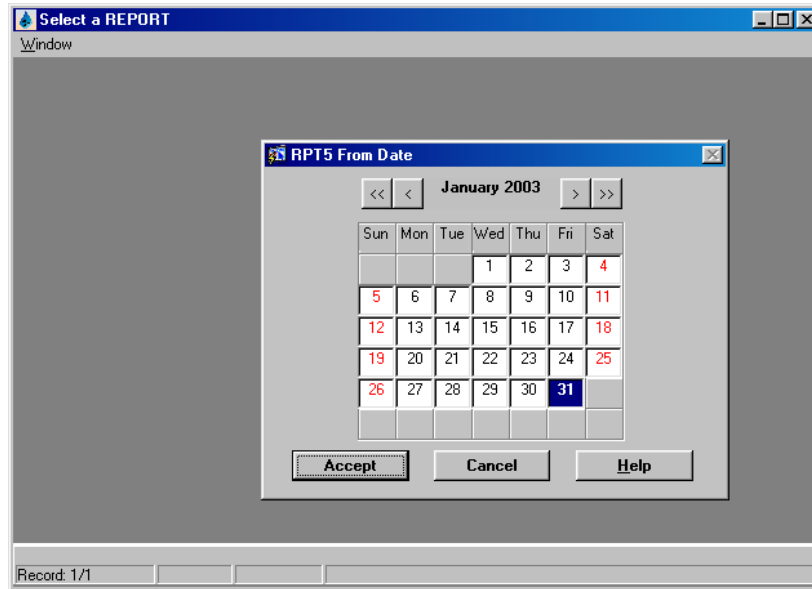 Select a REPORT
Window
RPT5 From Date
<< < January 2003 > >>
Sun Mon Tue Wed Thu Fri Sat
1 2 3 4
5 6 7 8 9 10 11
12 13 14 15 16 17 18
19 20 21 22 23 24 25
26 27 28 29 30 31
Accept Cancel Help
Record: 1/1